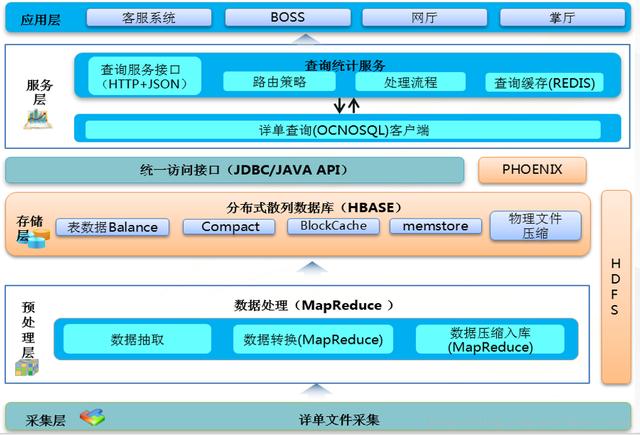 应用层
客服系统
BOSS
网厅
掌厅
服务
层
查询统计服务
查询服务接口
（HTTP+JSON）
路由策略
处理流程
查询缓存(REDIS)
详单查询(OCNOSQL)客户端
统一访问接口（JDBC/JAVA API）
PHOENIX
存储
层
分布式散列数据库（HBASE）
表数据Balance
Compact
BlockCache
memstore
物理文件
压缩
HDFS
预
处
理
层
数据处理（MapReduce ）
数据抽取
数据转换(MapReduce)
数据压缩入库
(MapReduce)
采集层
详单文件采集